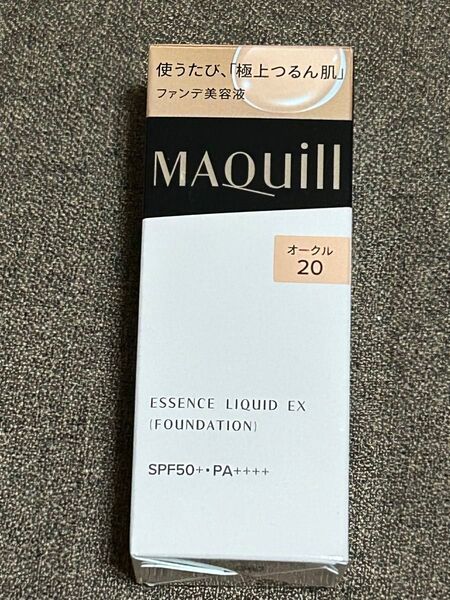 使うたび、「極上つるん肌」
ファンデ美容液
MAQuill
オークル
20
ESSENCE LIQUID EX
(FOUNDATION)
SPF50+・PA++++